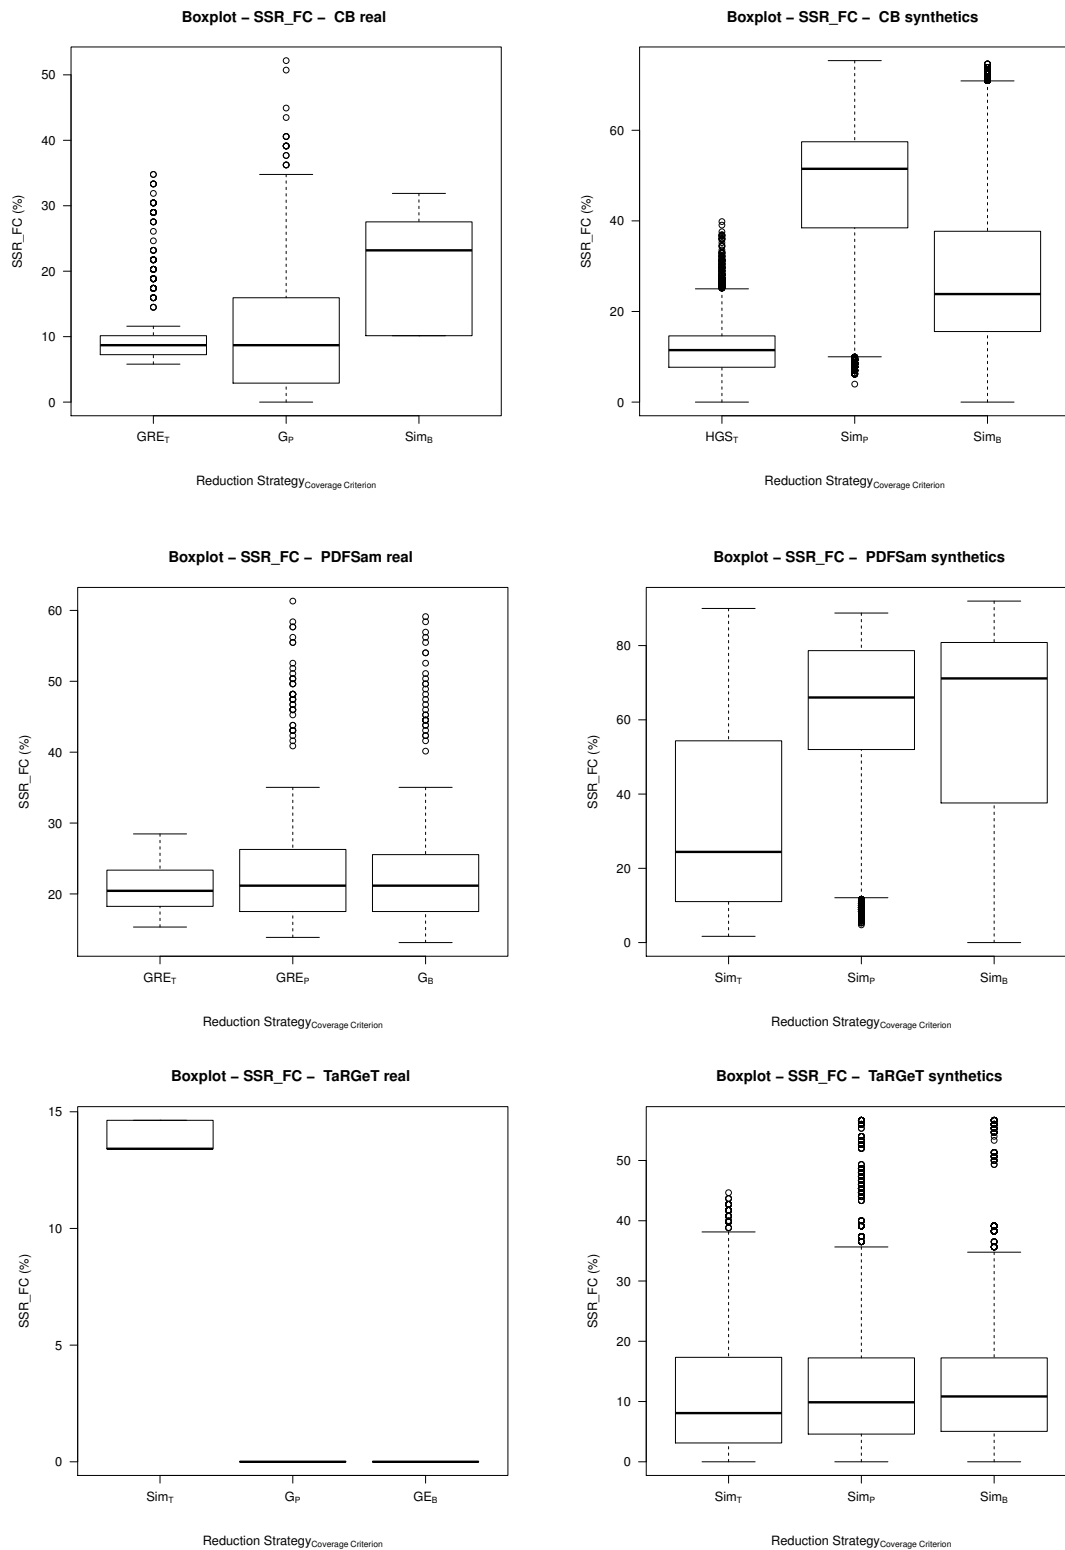 Boxplot − SSR_FC − CB real
SSR_FC (%)
50
40
30
20
10
0
GRE_T G_P Sim_B
Reduction Strategy_Coverage Criterion
Boxplot − SSR_FC − CB synthetics
SSR_FC (%)
60
40
20
0
HGS_T Sim_P Sim_B
Reduction Strategy_Coverage Criterion
Boxplot − SSR_FC − PDFSam real
SSR_FC (%)
60
50
40
30
20
GRE_T GRE_P G_B
Reduction Strategy_Coverage Criterion
Boxplot − SSR_FC − PDFSam synthetics
SSR_FC (%)
80
60
40
20
0
Sim_T Sim_P Sim_B
Reduction Strategy_Coverage Criterion
Boxplot − SSR_FC − TaRGeT real
SSR_FC (%)
15
10
5
0
Sim_T G_P GE_B
Reduction Strategy_Coverage Criterion
Boxplot − SSR_FC − TaRGeT synthetics
SSR_FC (%)
50
40
30
20
10
0
Sim_T Sim_P Sim_B
Reduction Strategy_Coverage Criterion